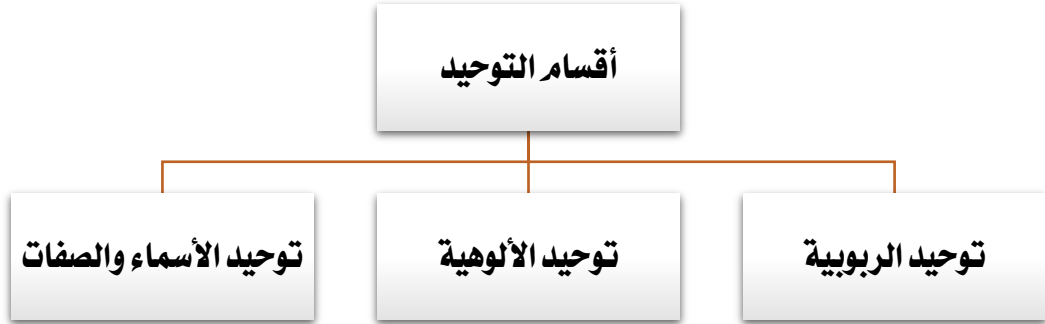 أقسام التوحيد
توحيد الربوبية
توحيد الألوهية
توحيد الأسماء والصفات